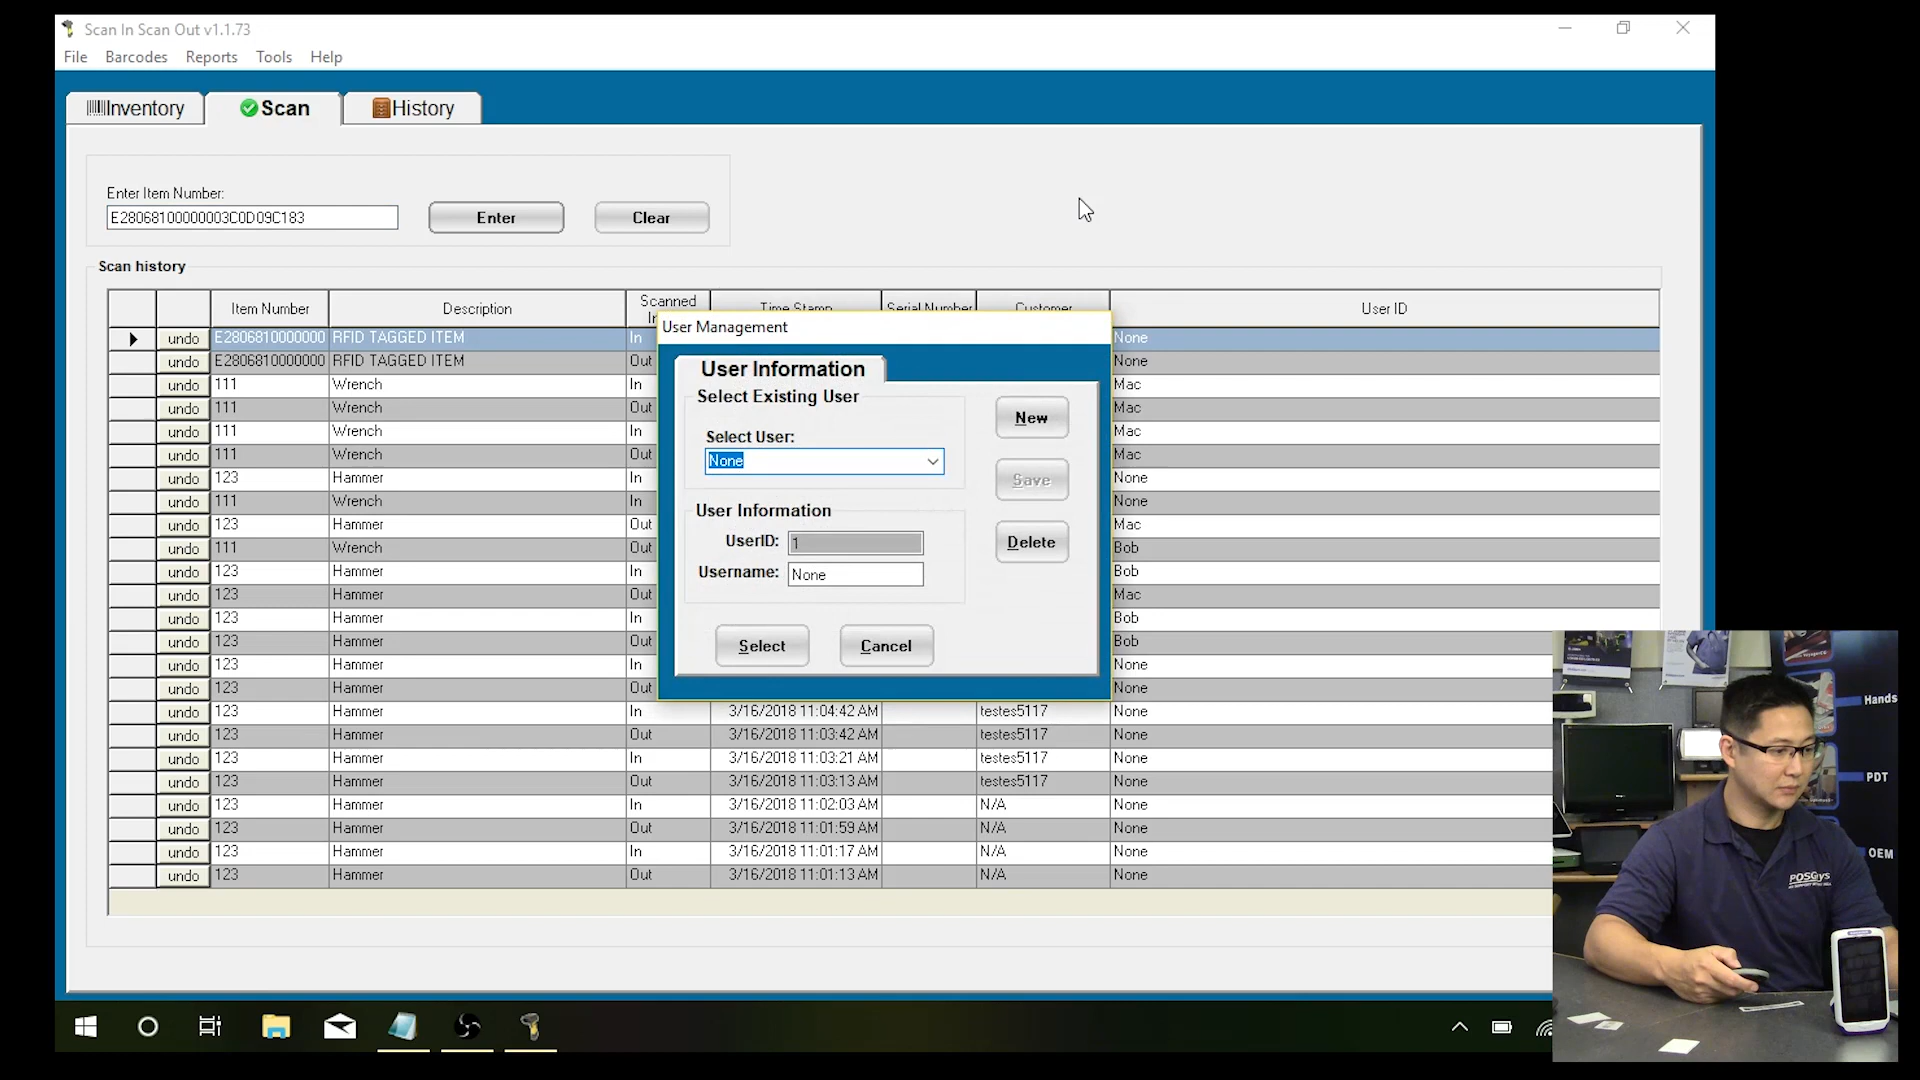 Scan In Scan Out v1.1.73
File Barcodes Reports Tools Help
Inventory Scan History
Enter Item Number:
E28068100000003C0D09C183 Enter Clear
Scan history
Item Number Description Scanned Time Stamp Serial Number Customer User ID
undo E2806810000000 RFID TAGGED ITEM In None
undo E2806810000000 RFID TAGGED ITEM Out None
undo 111 Wrench In Mac
undo 111 Wrench Out Mac
undo 111 Wrench In Mac
undo 111 Wrench Out Mac
undo 123 Hammer In None
undo 111 Wrench In None
undo 123 Hammer Out Mac
undo 111 Wrench Out Bob
undo 123 Hammer In Bob
undo 123 Hammer Out Mac
undo 123 Hammer In Bob
undo 123 Hammer Out Bob
undo 123 Hammer In None
undo 123 Hammer Out None
undo 123 Hammer In 3/16/2018 11:04:42 AM testes5117 None
undo 123 Hammer Out 3/16/2018 11:03:42 AM testes5117 None
undo 123 Hammer In 3/16/2018 11:03:21 AM testes5117 None
undo 123 Hammer Out 3/16/2018 11:03:13 AM testes5117 None
undo 123 Hammer In 3/16/2018 11:02:03 AM N/A None
undo 123 Hammer Out 3/16/2018 11:01:59 AM N/A None
undo 123 Hammer In 3/16/2018 11:01:17 AM N/A None
undo 123 Hammer Out 3/16/2018 11:01:13 AM N/A None
User Management
User Information
Select Existing User
New
Select User:
None
Save
User Information
UserID: 1
Delete
Username: None
Select Cancel
Hands
PDT
OEM
POSGuys